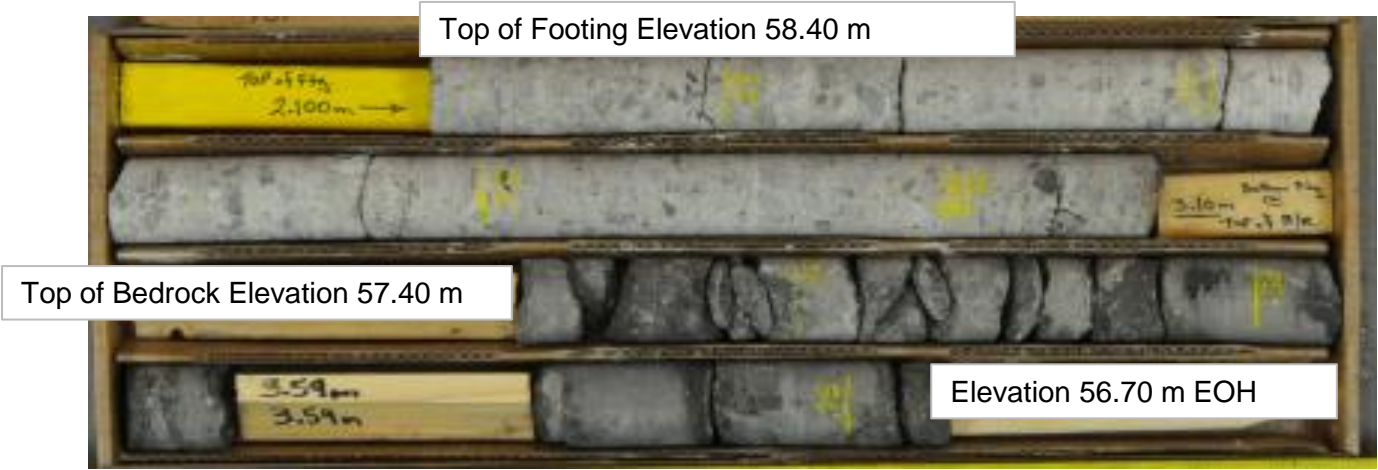 Top of Footing Elevation 58.40 m
Top of Ftg
2.100m →
3.10m
Top of Bedrock Elevation 57.40 m
3.59m
3.59m
Elevation 56.70 m EOH